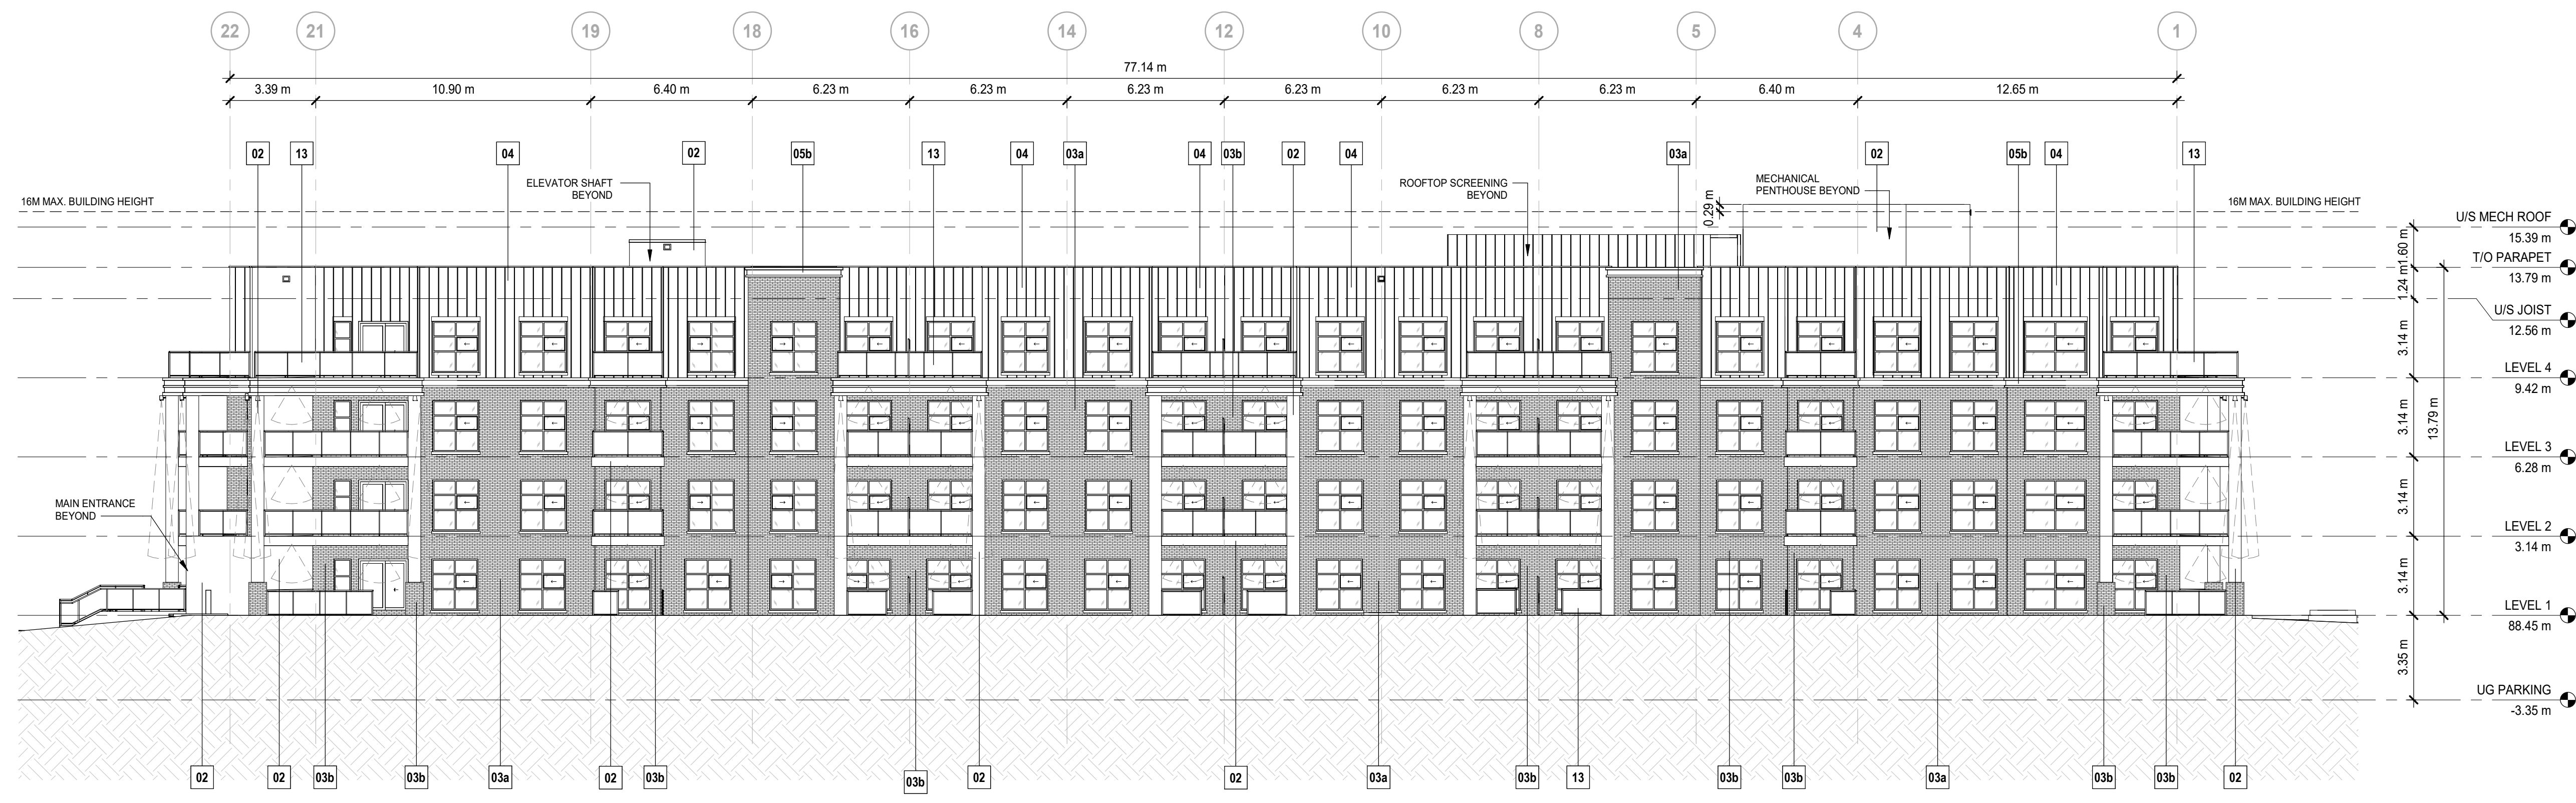 22 21 19 18 16 14 12 10 8 5 4 1
77.14 m
3.39 m 10.90 m 6.40 m 6.23 m 6.23 m 6.23 m 6.23 m 6.23 m 6.23 m 6.40 m 12.65 m
02 13 04 02 05b 13 04 03a 04 03b 02 04 03a 02 05b 04 13
ELEVATOR SHAFT
BEYOND
ROOFTOP SCREENING
BEYOND
MECHANICAL
PENTHOUSE BEYOND
0.29 m
16M MAX. BUILDING HEIGHT
16M MAX. BUILDING HEIGHT
U/S MECH ROOF
15.39 m
T/O PARAPET
13.79 m
U/S JOIST
12.56 m
LEVEL 4
9.42 m
LEVEL 3
6.28 m
LEVEL 2
3.14 m
LEVEL 1
88.45 m
UG PARKING
-3.35 m
1.60 m
1.24 m
3.14 m
3.14 m
3.14 m
3.14 m
3.35 m
13.79 m
MAIN ENTRANCE
BEYOND
02 02 03b 03b 03a 02 03b 03b 02 02 03a 03b 13 03b 03b 03a 03b 03b 02